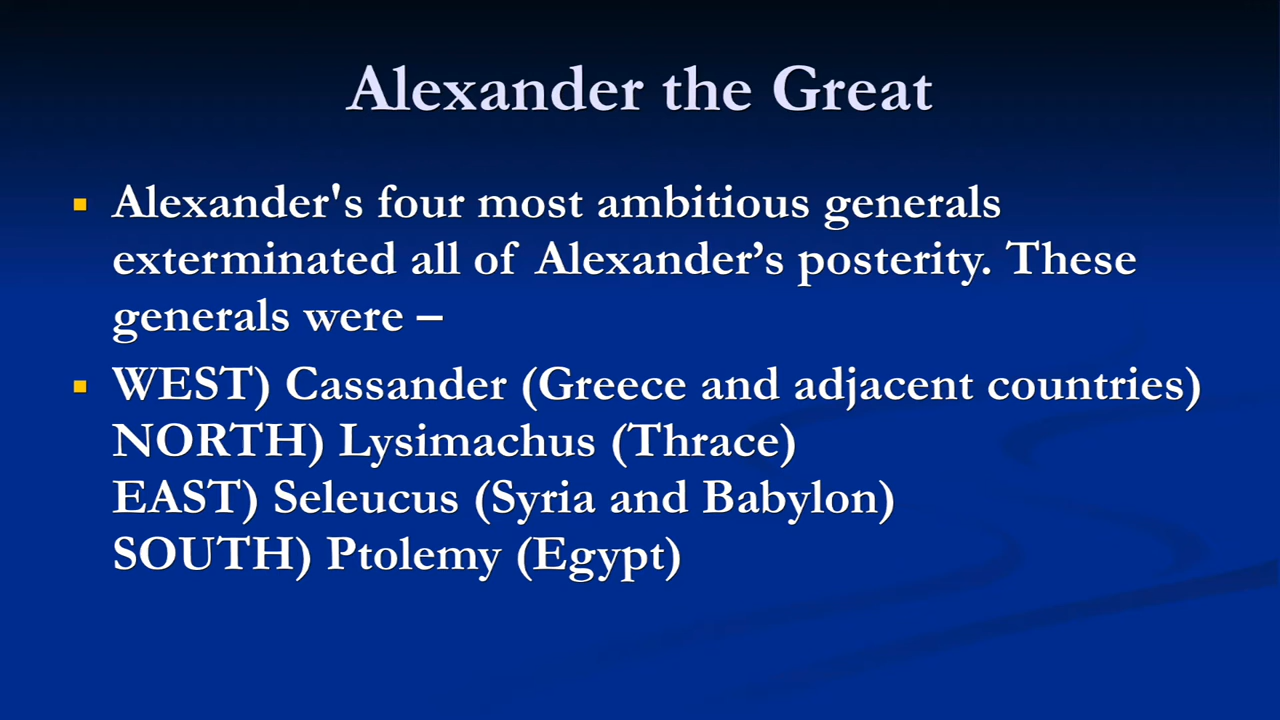 Alexander the Great
▪ Alexander's four most ambitious generals
exterminated all of Alexander’s posterity. These
generals were –
▪ WEST) Cassander (Greece and adjacent countries)
NORTH) Lysimachus (Thrace)
EAST) Seleucus (Syria and Babylon)
SOUTH) Ptolemy (Egypt)